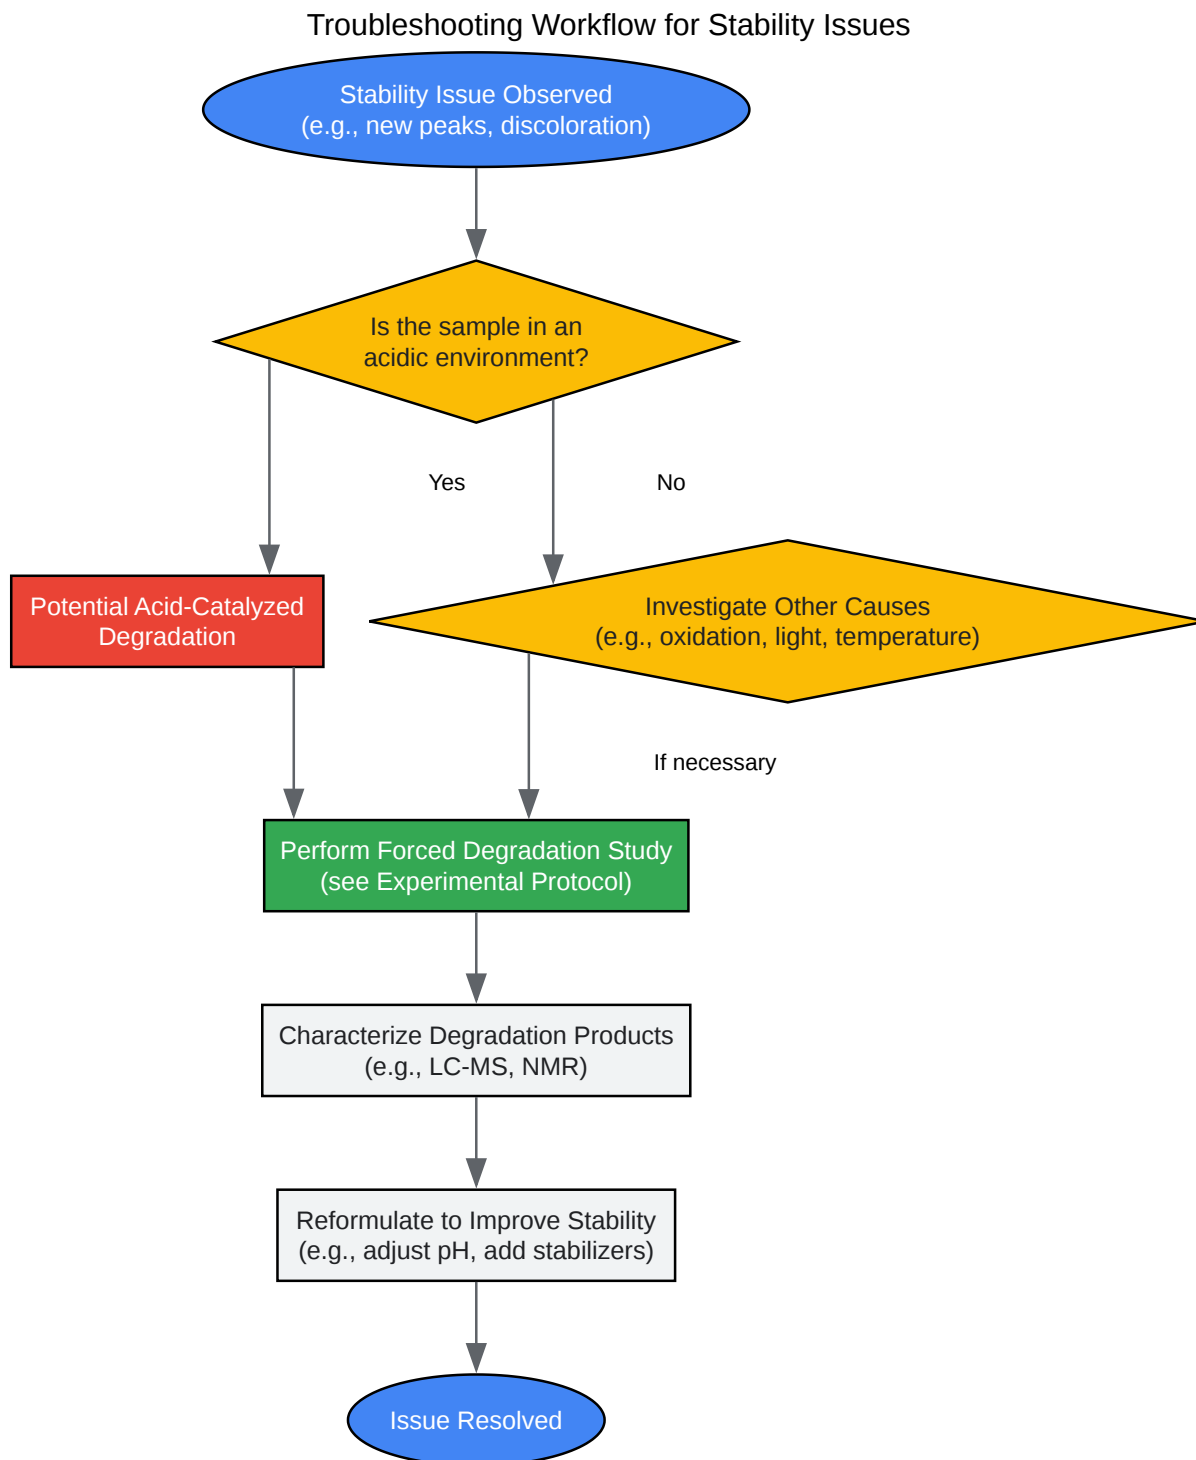 Troubleshooting Workflow for Stability Issues
Stability Issue Observed
(e.g., new peaks, discoloration)
Is the sample in an
acidic environment?
Yes
No
Potential Acid-Catalyzed
Degradation
Investigate Other Causes
(e.g., oxidation, light, temperature)
If necessary
Perform Forced Degradation Study
(see Experimental Protocol)
Characterize Degradation Products
(e.g., LC-MS, NMR)
Reformulate to Improve Stability
(e.g., adjust pH, add stabilizers)
Issue Resolved